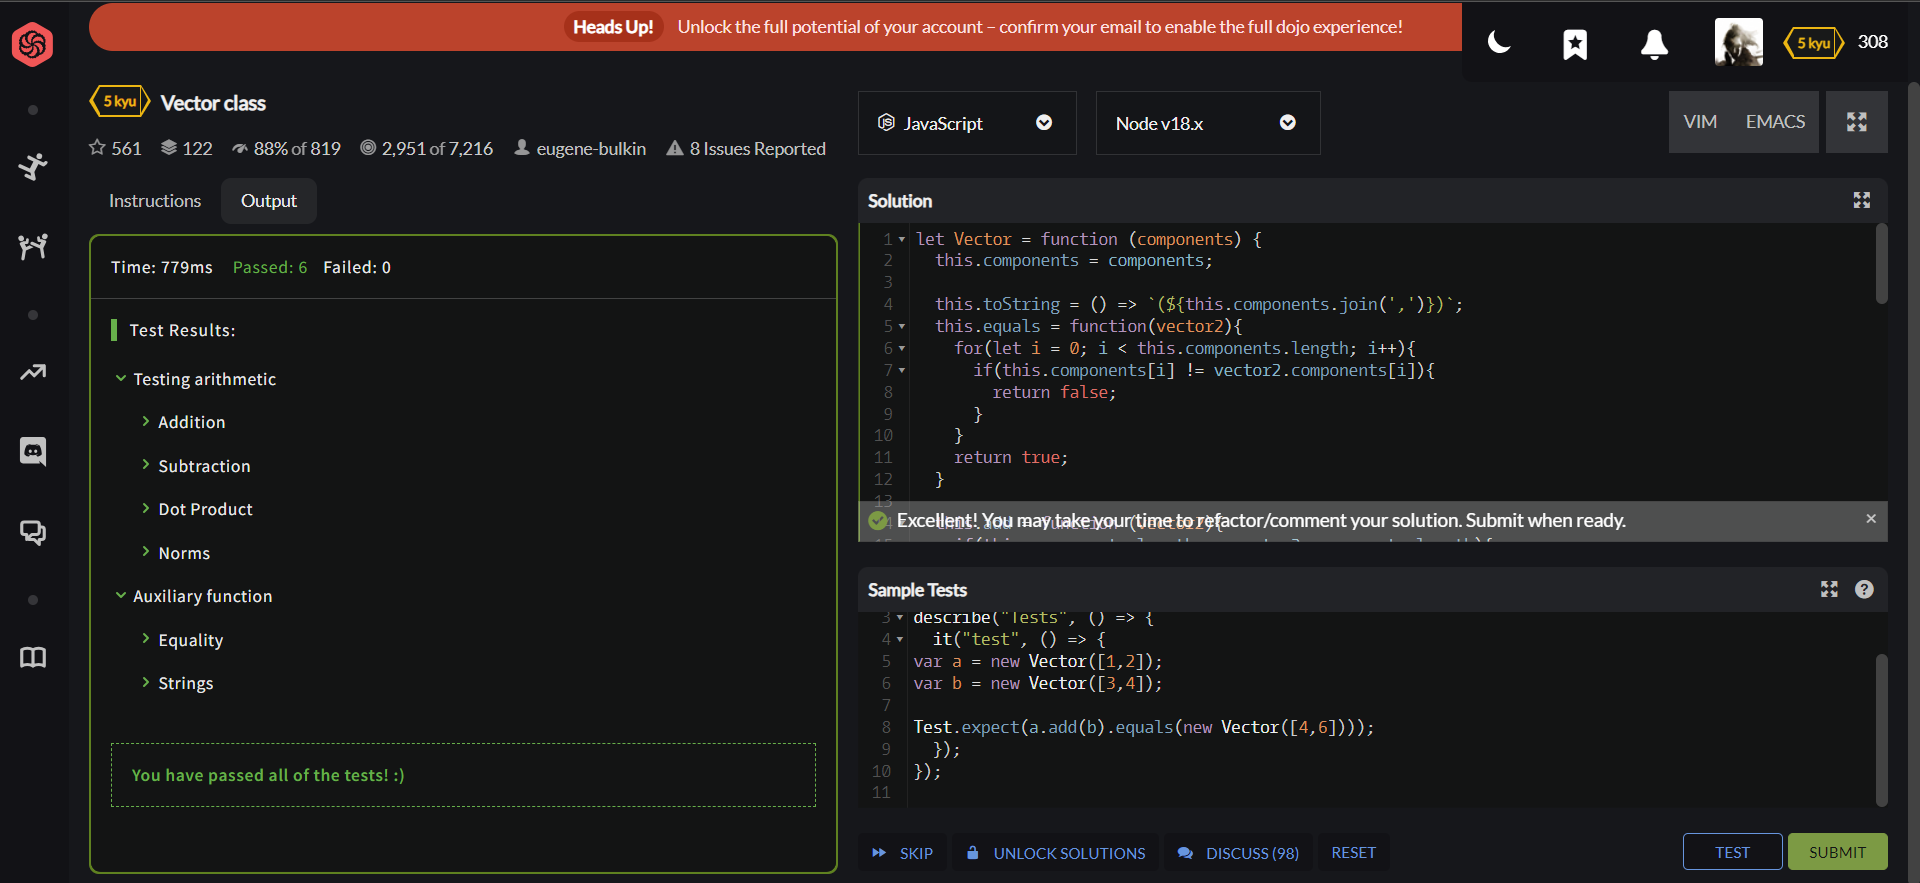 Heads Up! Unlock the full potential of your account – confirm your email to enable the full dojo experience!
5 kyu 308
5 kyu Vector class
561 122 88% of 819 2,951 of 7,216 eugene-bulkin 8 Issues Reported
JavaScript
Node v18.x
VIM EMACS
Instructions Output
Time: 779ms Passed: 6 Failed: 0
Test Results:
Testing arithmetic
Addition
Subtraction
Dot Product
Norms
Auxiliary function
Equality
Strings
You have passed all of the tests! :)
Solution
1 let Vector = function (components) {
2 this.components = components;
3
4 this.toString = () => `(${this.components.join(',')})`;
5 this.equals = function(vector2){
6 for(let i = 0; i < this.components.length; i++){
7 if(this.components[i] != vector2.components[i]){
8 return false;
9 }
10 }
11 return true;
12 }
13
Excellent! You may take your time to refactor/comment your solution. Submit when ready.
Sample Tests
3 describe("Tests", () => {
4 it("test", () => {
5 var a = new Vector([1,2]);
6 var b = new Vector([3,4]);
7
8 Test.expect(a.add(b).equals(new Vector([4,6])));
9 });
10 });
11
SKIP UNLOCK SOLUTIONS DISCUSS (98) RESET TEST SUBMIT